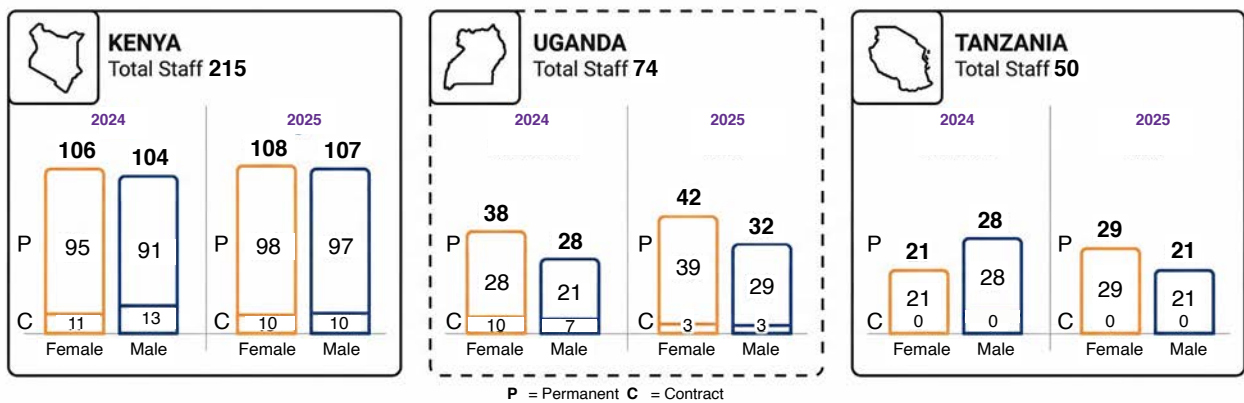 KENYA
Total Staff 215
2024
2025
106
104
108
107
P
95
91
P
98
97
C
11
13
C
10
10
Female
Male
Female
Male
UGANDA
Total Staff 74
2024
2025
38
28
42
32
P
28
21
P
39
29
C
10
7
C
3
3
Female
Male
Female
Male
TANZANIA
Total Staff 50
2024
2025
21
28
29
21
P
21
28
P
29
21
C
0
0
C
0
0
Female
Male
Female
Male
P = Permanent C = Contract